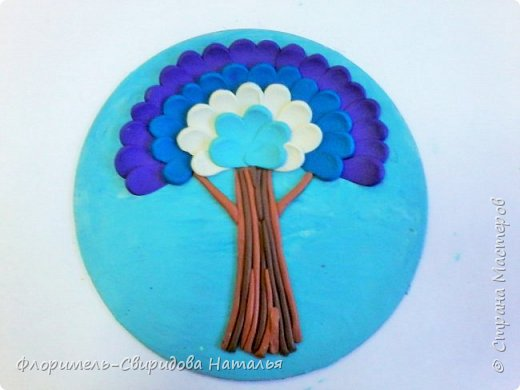 Флоримель-Свиридова Наталья
© Страна Мастеров